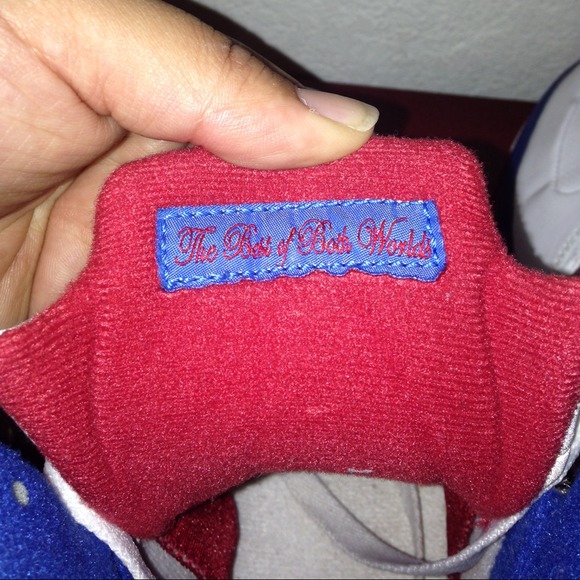 The Best of Both Worlds